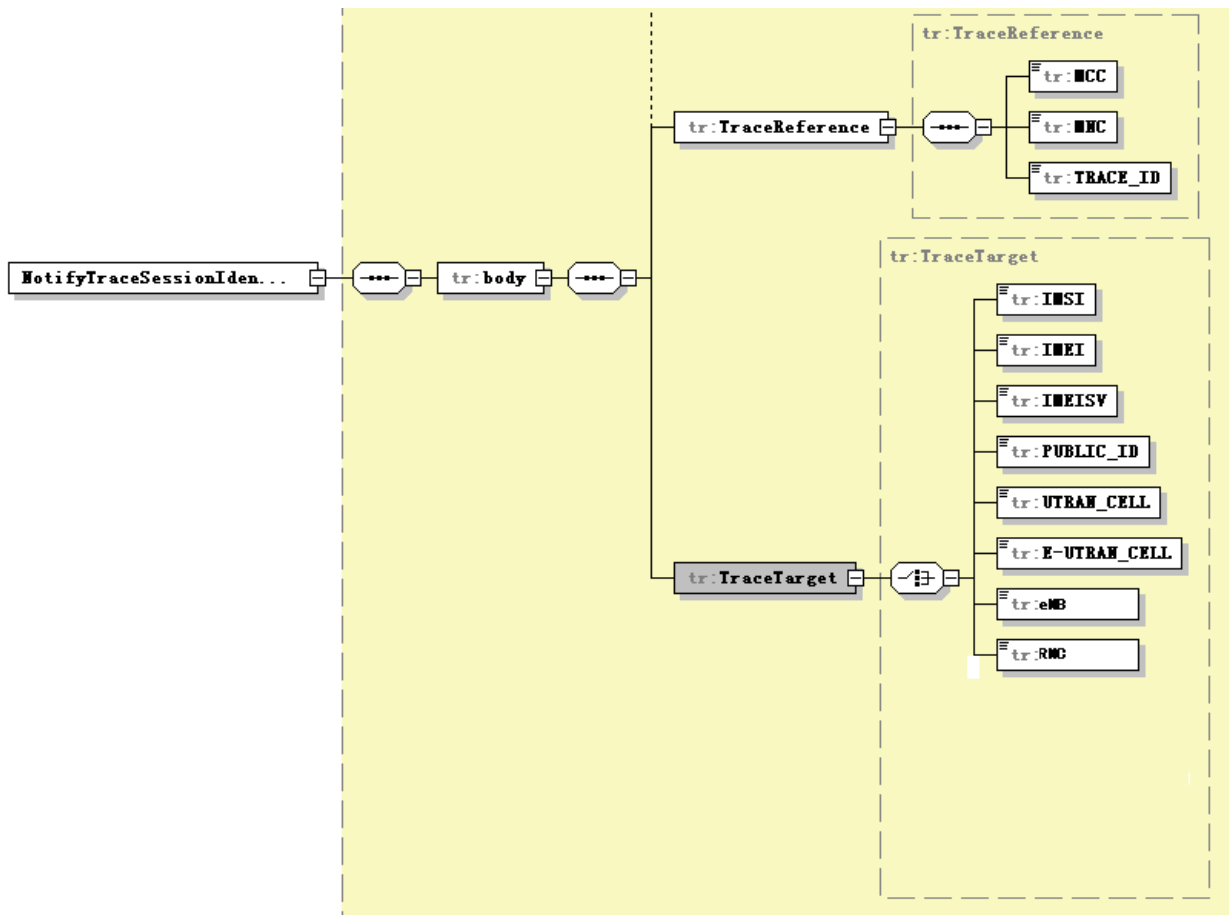 tr:TraceReference
tr:MCC
tr:TraceReference
tr:MNC
tr:TRACE_ID
tr:TraceTarget
NotifyTraceSessionIden...
tr:body
tr:IMSI
tr:IMEI
tr:IMEISV
tr:PUBLIC_ID
tr:UTRAN_CELL
tr:E-UTRAN_CELL
tr:TraceTarget
tr:eNB
tr:RNC